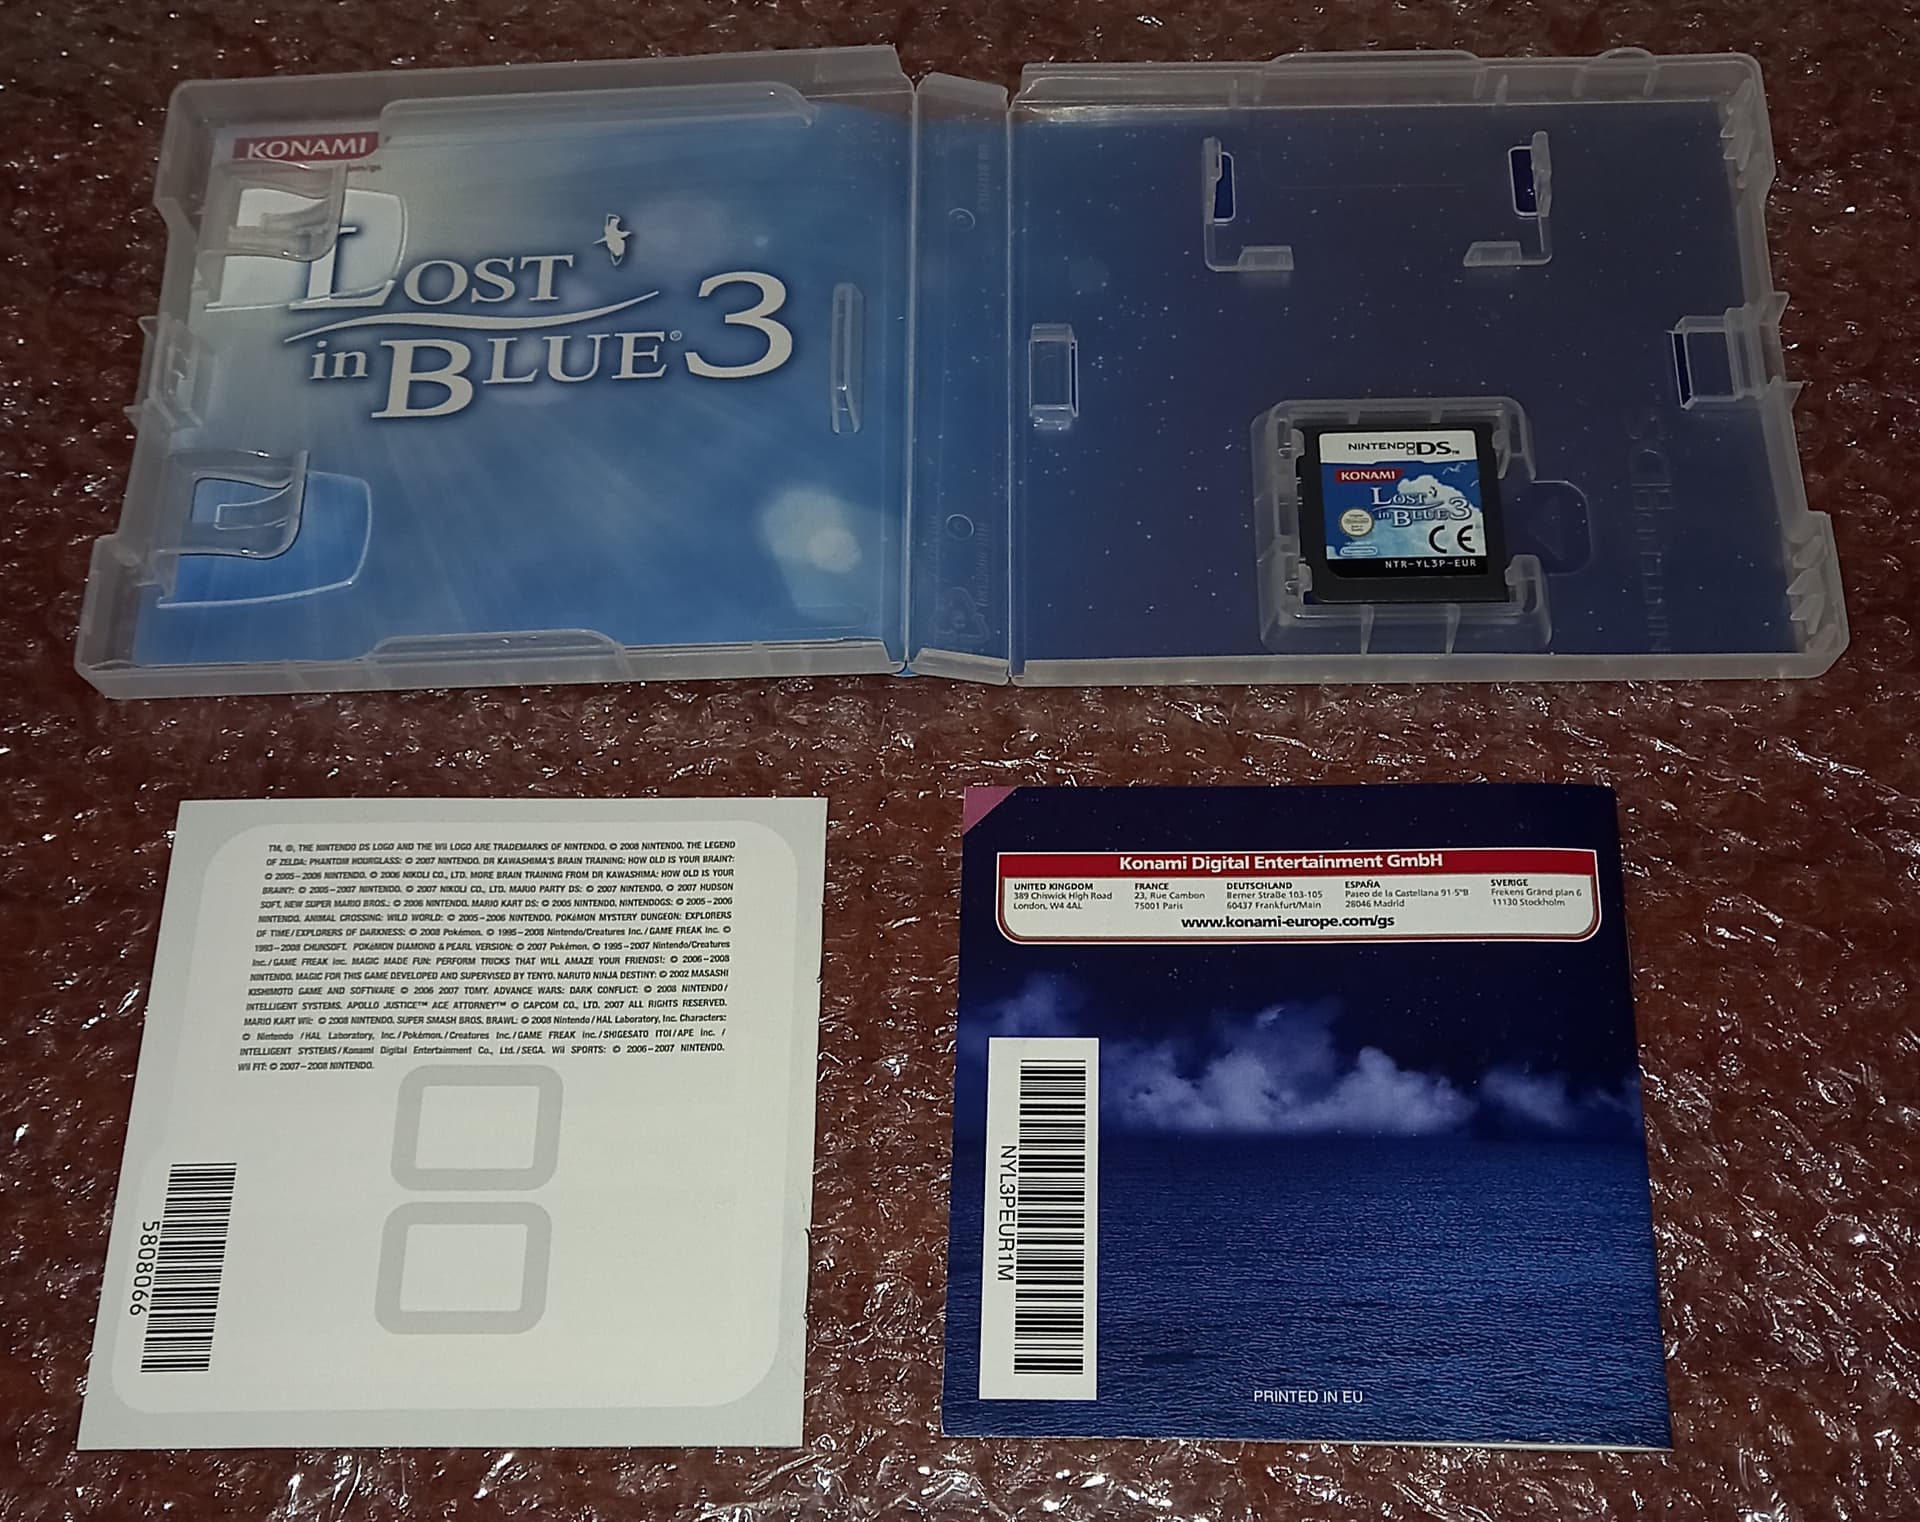 KONAMI
LOST
in BLUE® 3
NINTENDO DS™
KONAMI
LOST
in BLUE 3
CE
NTR-YL3P-EUR
NINTENDO DS
TM, ®, THE NINTENDO DS LOGO AND THE Wii LOGO ARE TRADEMARKS OF NINTENDO. © 2008 NINTENDO. THE LEGEND
OF ZELDA: PHANTOM HOURGLASS: © 2007 NINTENDO. DR KAWASHIMA'S BRAIN TRAINING: HOW OLD IS YOUR BRAIN?:
© 2005–2006 NINTENDO. © 2006 NIKOLI CO., LTD. MORE BRAIN TRAINING FROM DR KAWASHIMA: HOW OLD IS YOUR
BRAIN?: © 2005–2007 NINTENDO. © 2007 NIKOLI CO., LTD. MARIO PARTY DS: © 2007 NINTENDO. © 2007 HUDSON
SOFT. NEW SUPER MARIO BROS.: © 2006 NINTENDO. MARIO KART DS: © 2005 NINTENDO. NINTENDOGS: © 2005–2006
NINTENDO. ANIMAL CROSSING: WILD WORLD: © 2005–2006 NINTENDO. POKéMON MYSTERY DUNGEON: EXPLORERS
OF TIME/EXPLORERS OF DARKNESS: © 2008 Pokémon. © 1995–2008 Nintendo/Creatures Inc./GAME FREAK Inc. ©
1993–2008 CHUNSOFT. POKéMON DIAMOND & PEARL VERSION: © 2007 Pokémon. © 1995–2007 Nintendo/Creatures
Inc./GAME FREAK Inc. MAGIC MADE FUN: PERFORM TRICKS THAT WILL AMAZE YOUR FRIENDS!: © 2006–2008
NINTENDO. MAGIC FOR THIS GAME DEVELOPED AND SUPERVISED BY TENYO. NARUTO NINJA DESTINY: © 2002 MASASHI
KISHIMOTO GAME AND SOFTWARE © 2006 2007 TOMY. ADVANCE WARS: DARK CONFLICT: © 2008 NINTENDO/
INTELLIGENT SYSTEMS. APOLLO JUSTICE™ ACE ATTORNEY™ © CAPCOM CO., LTD. 2007 ALL RIGHTS RESERVED.
MARIO KART Wii: © 2008 NINTENDO. SUPER SMASH BROS. BRAWL: © 2008 Nintendo/HAL Laboratory, Inc. Characters:
© Nintendo /HAL Laboratory, Inc./Pokémon./Creatures Inc./GAME FREAK Inc./SHIGESATO ITOI/APE Inc. /
INTELLIGENT SYSTEMS/Konami Digital Entertainment Co., Ltd./SEGA. Wii SPORTS: © 2006–2007 NINTENDO.
Wii FIT: © 2007–2008 NINTENDO.
5808066
Konami Digital Entertainment GmbH
UNITED KINGDOM
389 Chiswick High Road
London, W4 4AL
FRANCE
23, Rue Cambon
75001 Paris
DEUTSCHLAND
Berner Straße 103-105
60437 Frankfurt/Main
ESPAÑA
Paseo de la Castellana 91-5ºB
28046 Madrid
SVERIGE
Frekens Gränd plan 6
11130 Stockholm
www.konami-europe.com/gs
NYL3PEUR1M
PRINTED IN EU